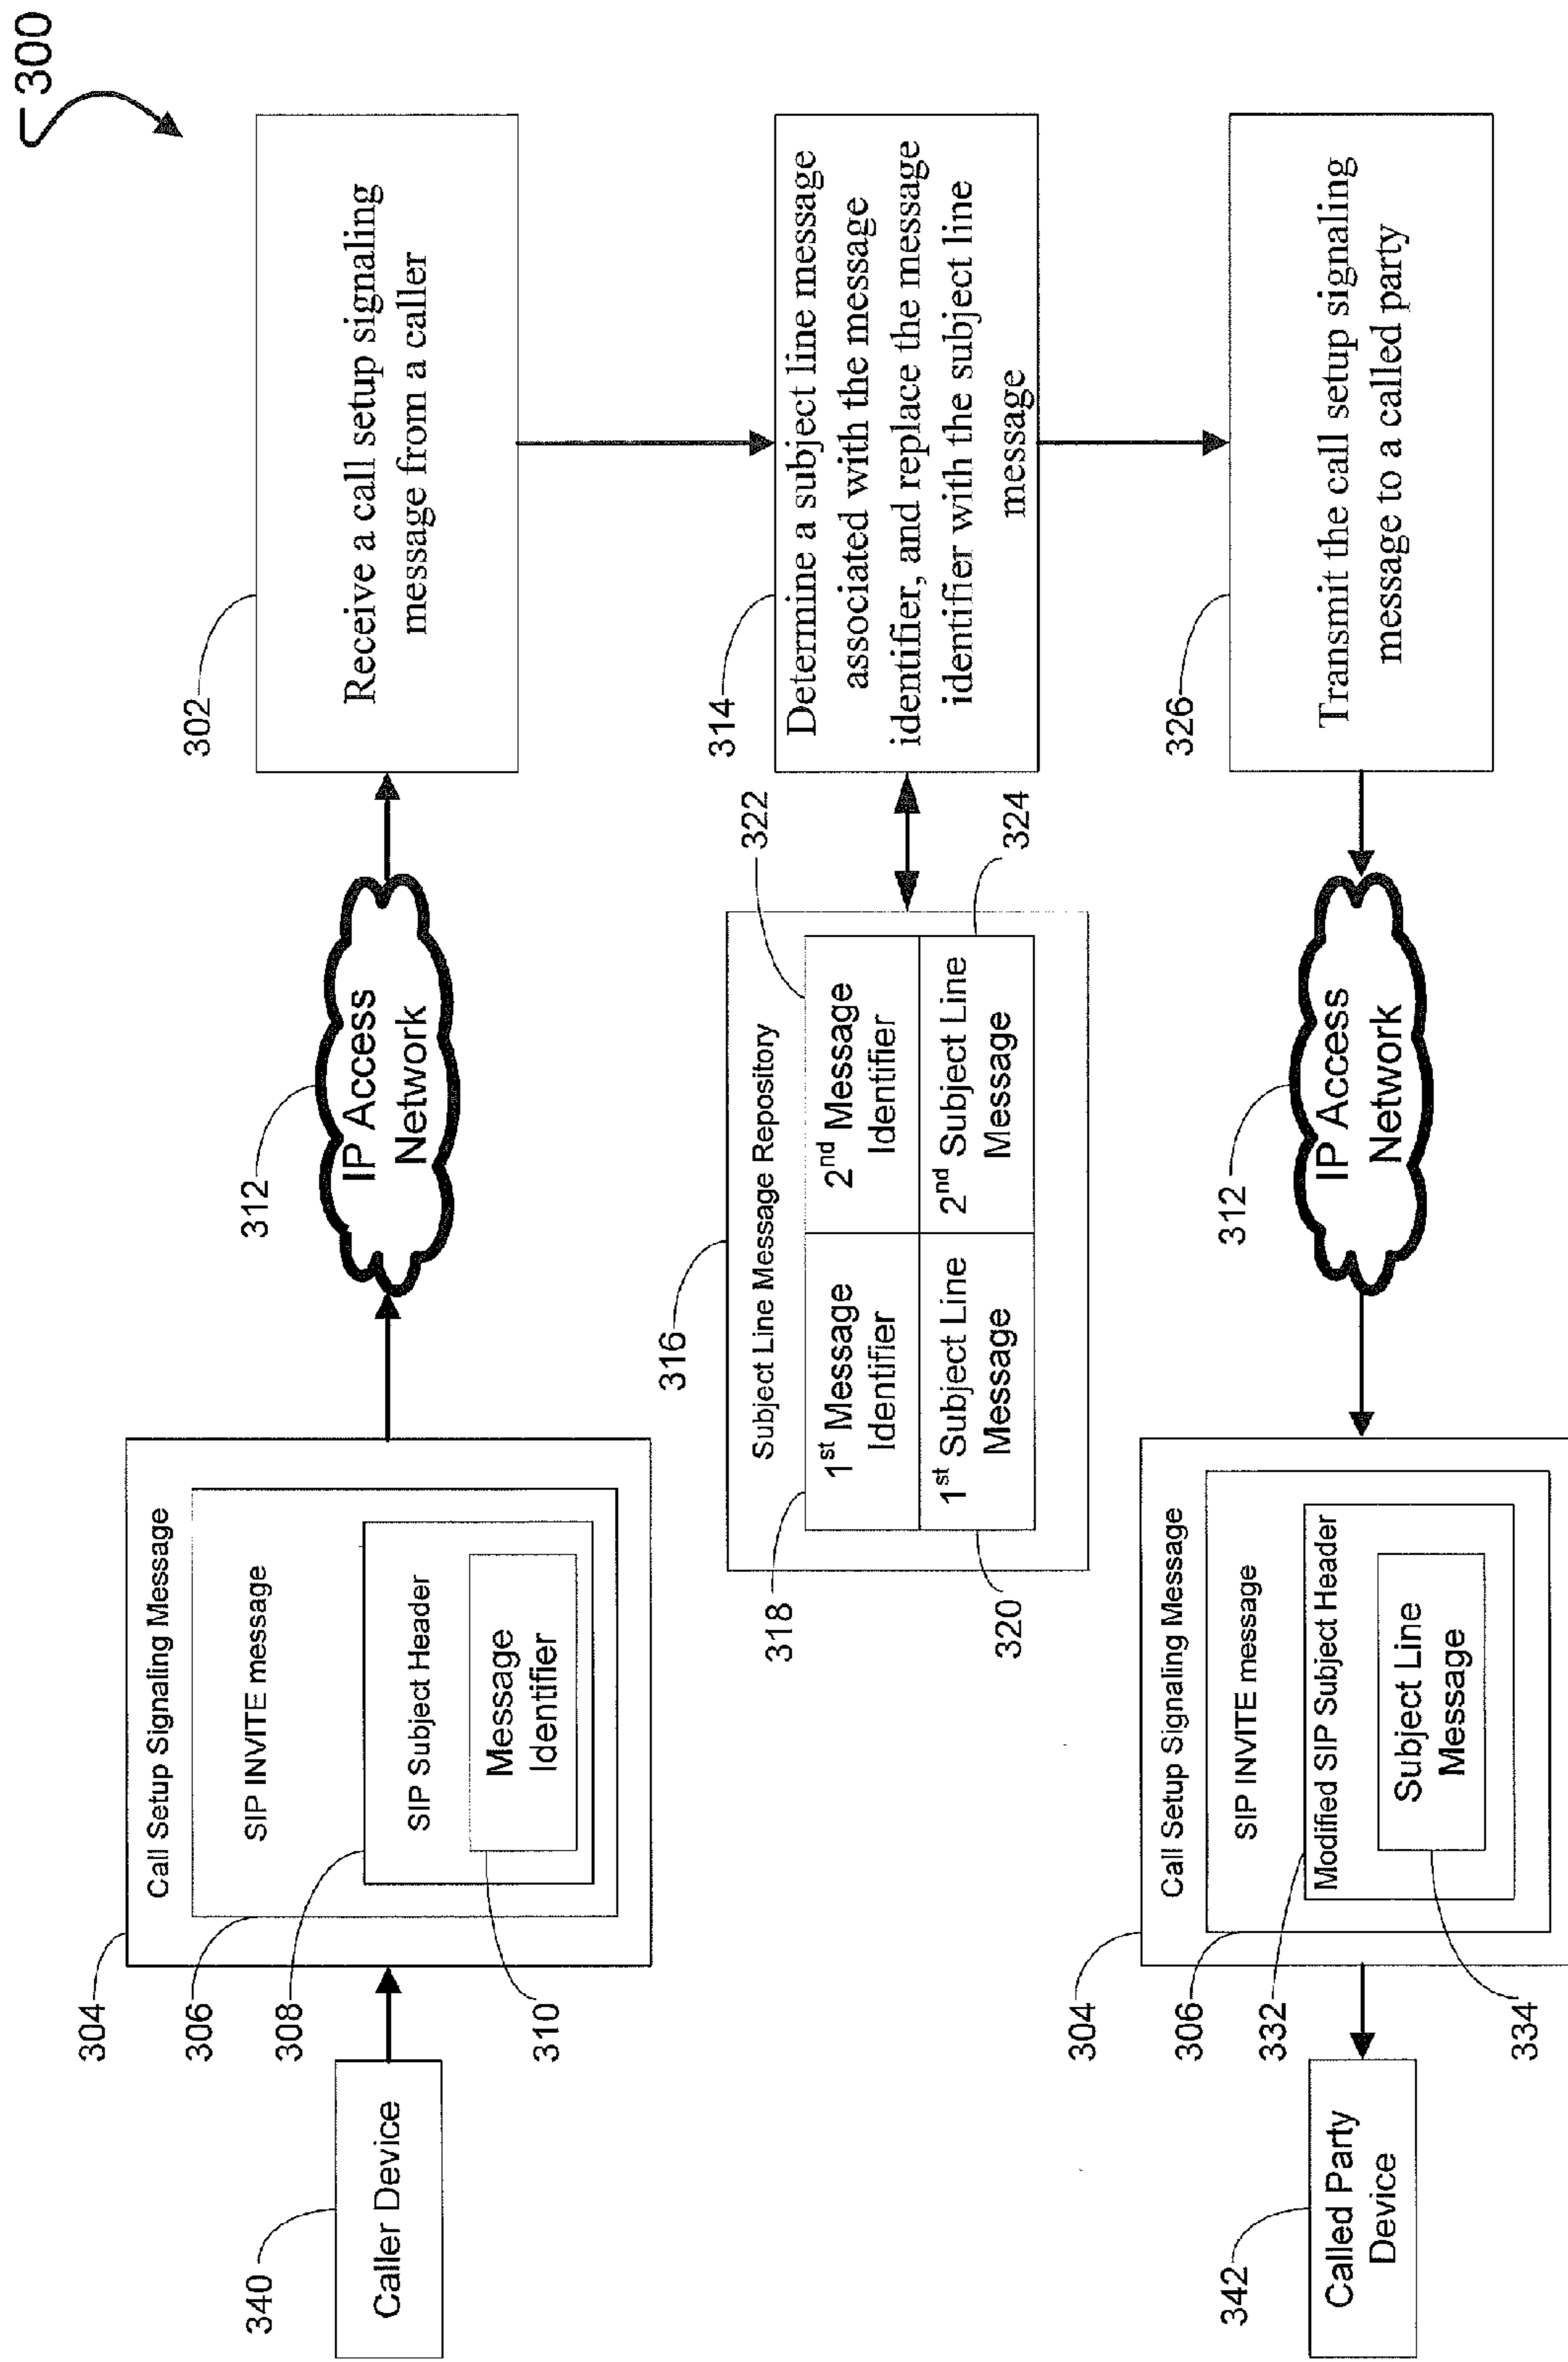 300
340
Caller Device
304
306
308
310
Call Setup Signaling Message
SIP INVITE message
SIP Subject Header
Message
Identifier
312
IP Access
Network
302
Receive a call setup signaling
message from a caller
316
318
320
Subject Line Message Repository
1st Message
Identifier
2nd Message
Identifier
1st Subject Line
Message
2nd Subject Line
Message
322
324
314
Determine a subject line message
associated with the message
identifier, and replace the message
identifier with the subject line
message
342
Called Party
Device
304
306
332
334
Call Setup Signaling Message
SIP INVITE message
Modified SIP Subject Header
Subject Line
Message
312
IP Access
Network
326
Transmit the call setup signaling
message to a called party